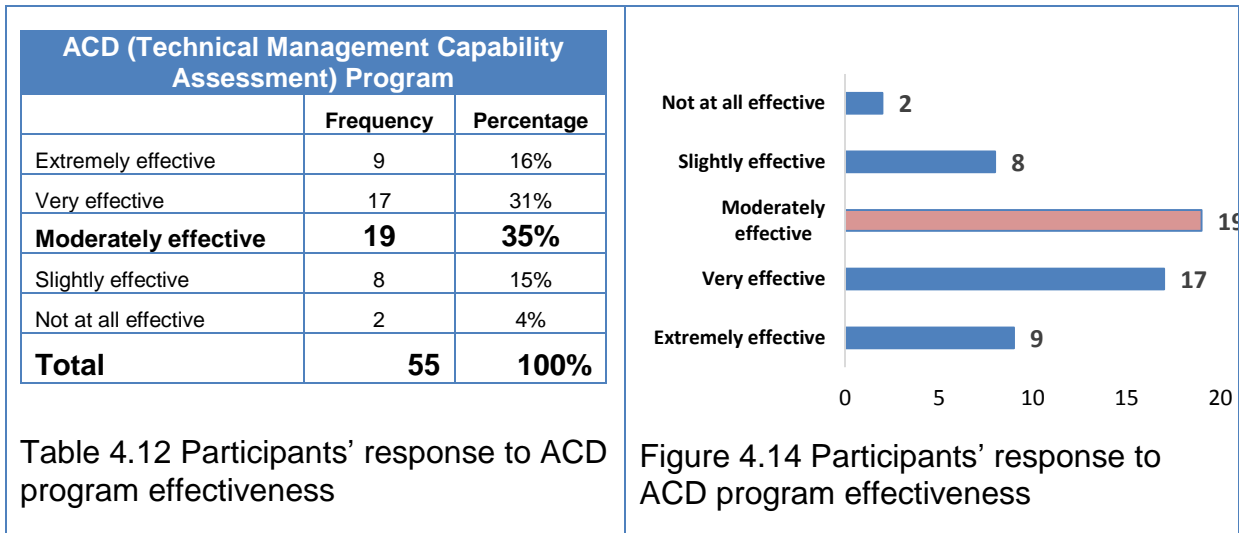 ACD (Technical Management Capability
Assessment) Program
Frequency Percentage
Extremely effective 9 16%
Very effective 17 31%
Moderately effective 19 35%
Slightly effective 8 15%
Not at all effective 2 4%
Total 55 100%
Table 4.12 Participants’ response to ACD
program effectiveness
Not at all effective 2
Slightly effective 8
Moderately
effective 19
Very effective 17
Extremely effective 9
0 5 10 15 20
Figure 4.14 Participants’ response to
ACD program effectiveness